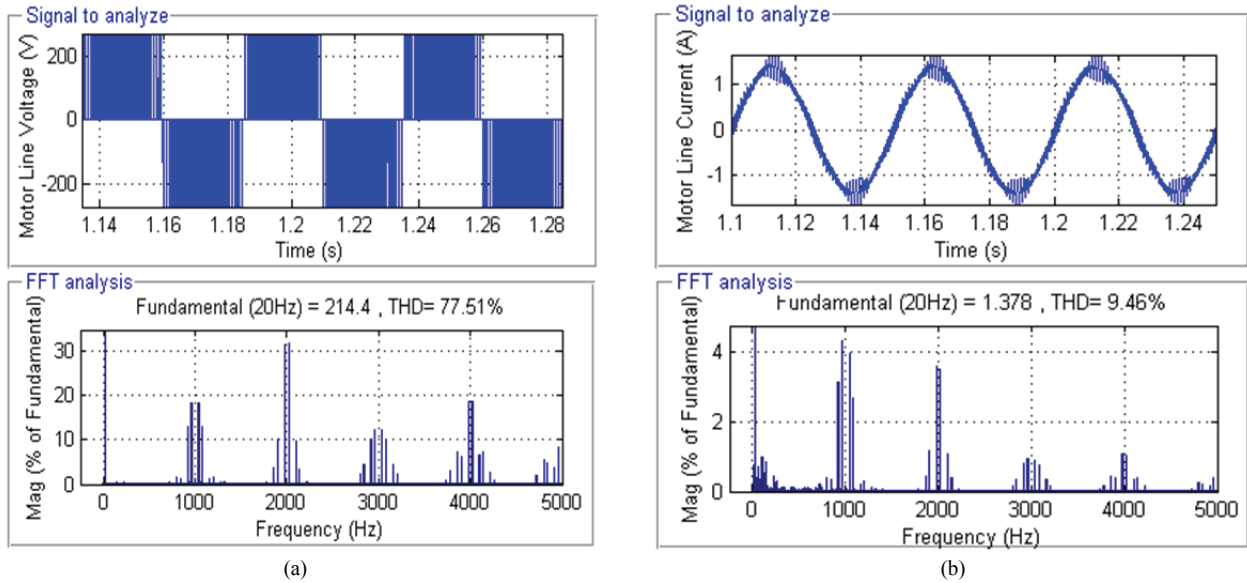 Signal to analyze
Motor Line Voltage (V)
200
0
-200
1.14 1.16 1.18 1.2 1.22 1.24 1.26 1.28
Time (s)
FFT analysis
Fundamental (20Hz) = 214.4 , THD= 77.51%
Mag (% of Fundamental)
30
20
10
0
0 1000 2000 3000 4000 5000
Frequency (Hz)
(a)
Signal to analyze
Motor Line Current (A)
1
0
-1
1.1 1.12 1.14 1.16 1.18 1.2 1.22 1.24
Time (s)
FFT analysis
Fundamental (20Hz) = 1.378 , THD= 9.46%
Mag (% of Fundamental)
4
2
0
0 1000 2000 3000 4000 5000
Frequency (Hz)
(b)